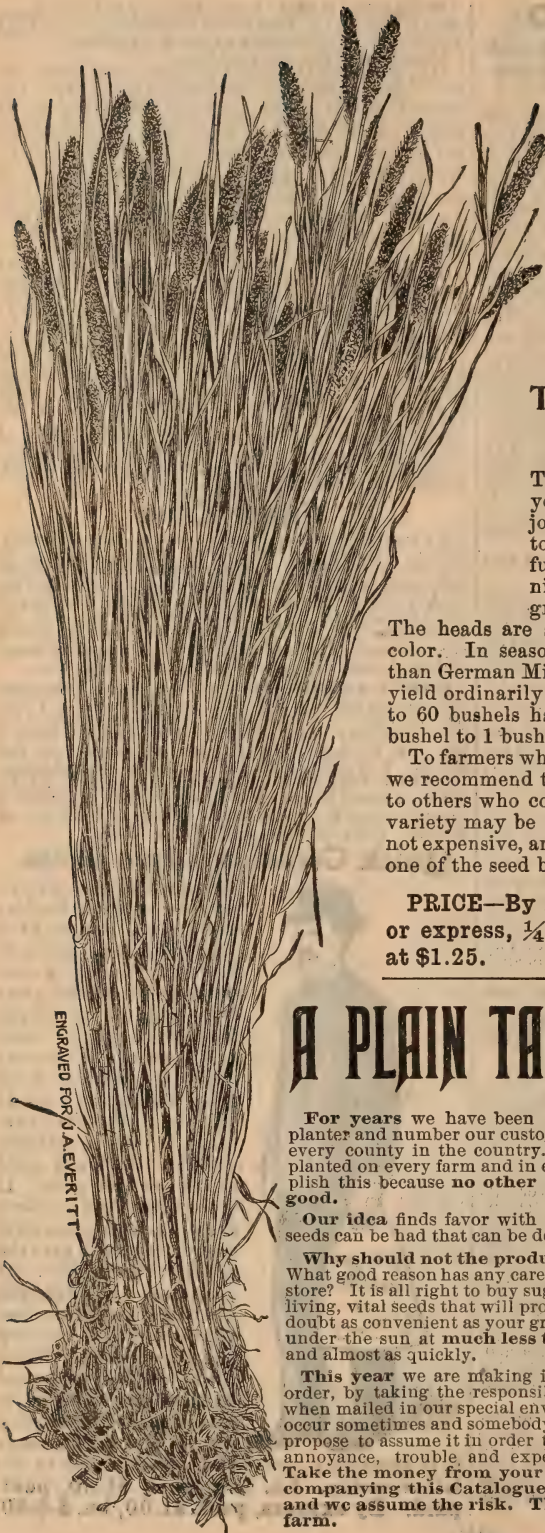 T
T
yo
jo
to
fu
ni
gr
The heads are
color. In seaso
than German Mi
yield ordinarily
to 60 bushels ha
bushel to 1 bush
To farmers wh
we recommend t
to others who co
variety may be
not expensive, an
one of the seed b
PRICE—By
or express, ¼
at $1.25.
ENGRAVED FOR J.A.EVERITT
A PLAIN TA
For years we have been
planter and number our custo
every county in the country.
planted on every farm and in e
plish this because no other
good.
Our idea finds favor with
seeds can be had that can be de
Why should not the produ
What good reason has any care
store? It is all right to buy sug
living, vital seeds that will pro
doubt as convenient as your gr
under the sun at much less t
and almost as quickly.
This year we are making i
order, by taking the responsi
when mailed in our special env
occur sometimes and somebody
propose to assume it in order t
annoyance, trouble and expe
Take the money from your
companying this Catalogue
and we assume the risk. T
farm.